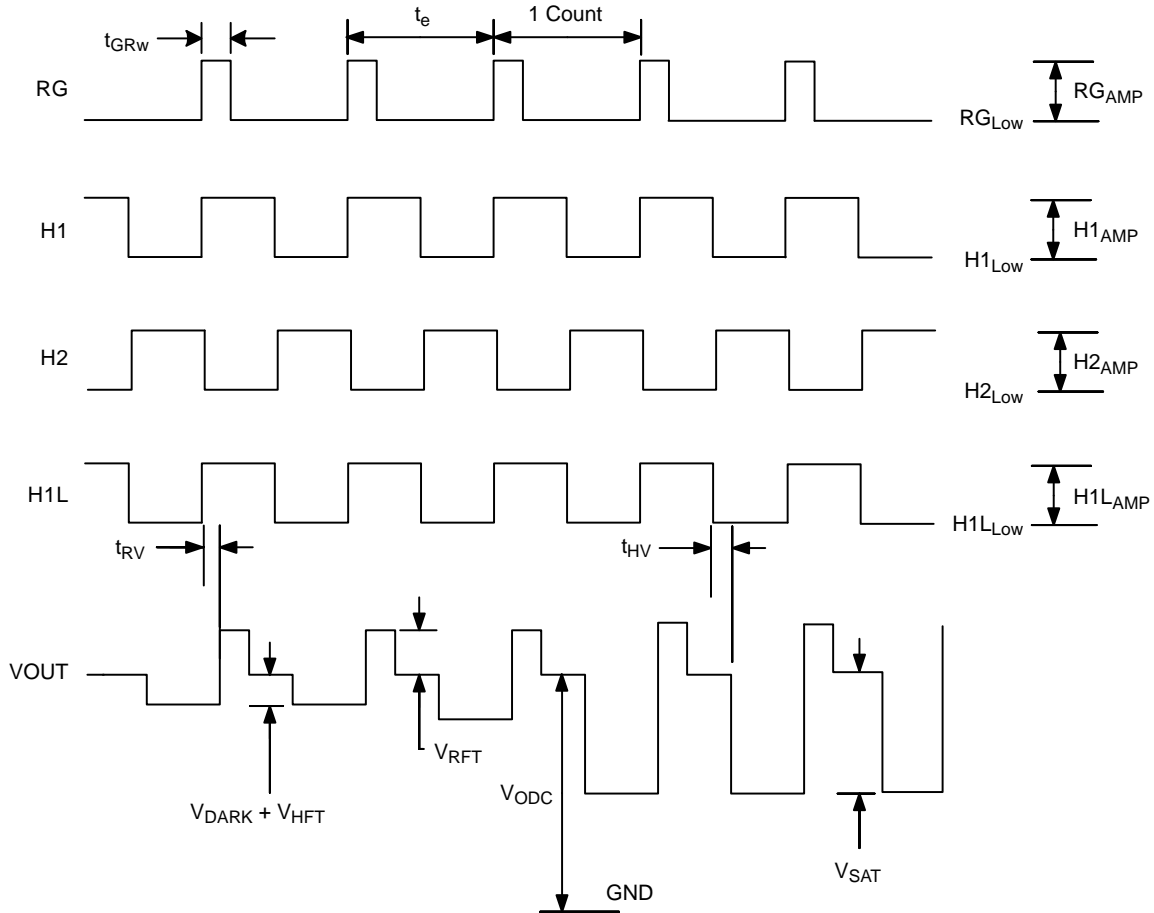 t_e
1 Count
t_GRw
RG
RG_AMP
RG_Low
H1
H1_AMP
H1_Low
H2
H2_AMP
H2_Low
H1L
H1L_AMP
H1L_Low
t_RV
t_HV
VOUT
V_RFT
V_ODC
V_DARK + V_HFT
V_SAT
GND